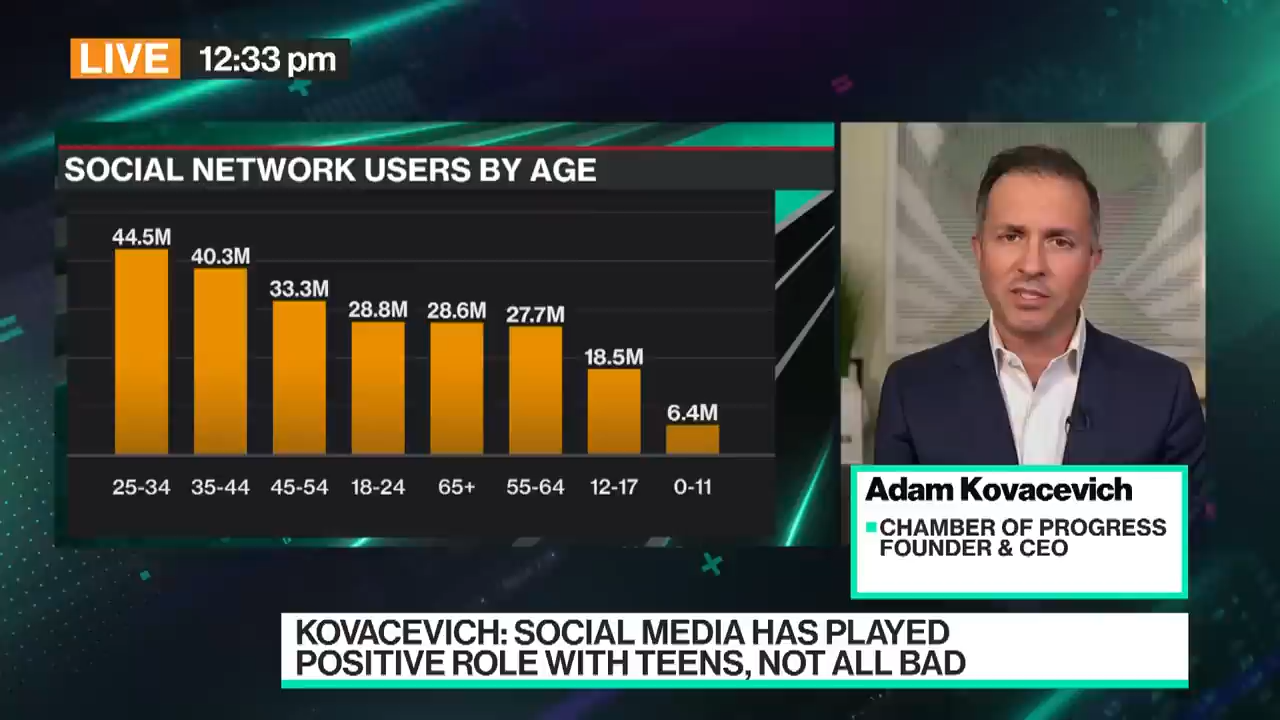 LIVE 12:33 pm
SOCIAL NETWORK USERS BY AGE
44.5M
40.3M
33.3M
28.8M
28.6M
27.7M
18.5M
6.4M
25-34 35-44 45-54 18-24 65+ 55-64 12-17 0-11
Adam Kovacevich
CHAMBER OF PROGRESS
FOUNDER & CEO
KOVACEVICH: SOCIAL MEDIA HAS PLAYED
POSITIVE ROLE WITH TEENS, NOT ALL BAD